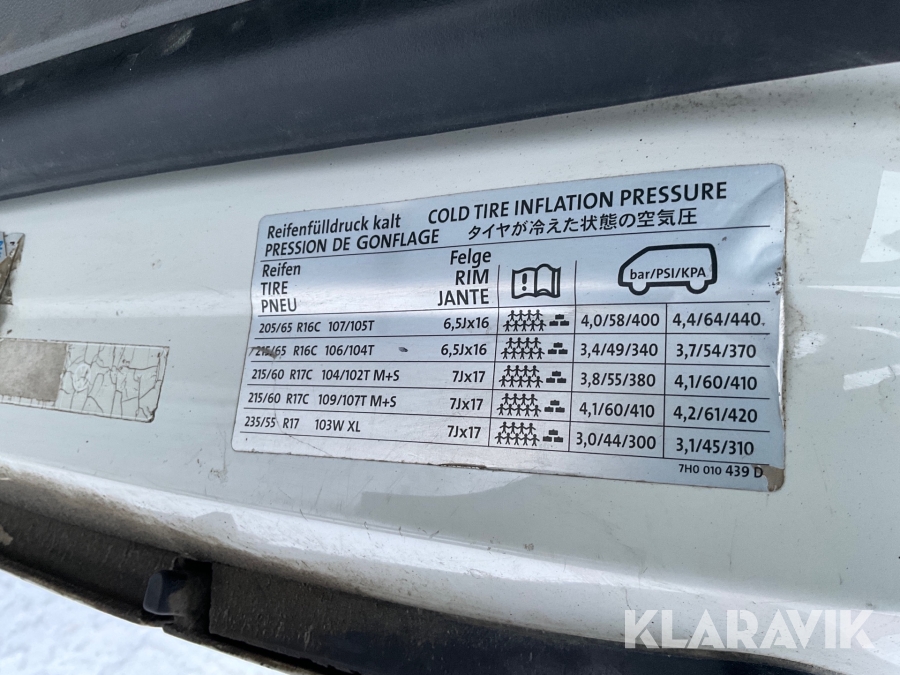 Reifenfülldruck kalt COLD TIRE INFLATION PRESSURE
PRESSION DE GONFLAGE タイヤが冷えた状態の空気圧
Reifen Felge
TIRE RIM bar/PSI/KPA
PNEU JANTE
205/65 R16C 107/105T 6,5Jx16 4,0/58/400 4,4/64/440
215/65 R16C 106/104T 6,5Jx16 3,4/49/340 3,7/54/370
215/60 R17C 104/102T M+S 7Jx17 3,8/55/380 4,1/60/410
215/60 R17C 109/107T M+S 7Jx17 4,1/60/410 4,2/61/420
235/55 R17 103W XL 7Jx17 3,0/44/300 3,1/45/310
7H0 010 439 D
KLARAVIK